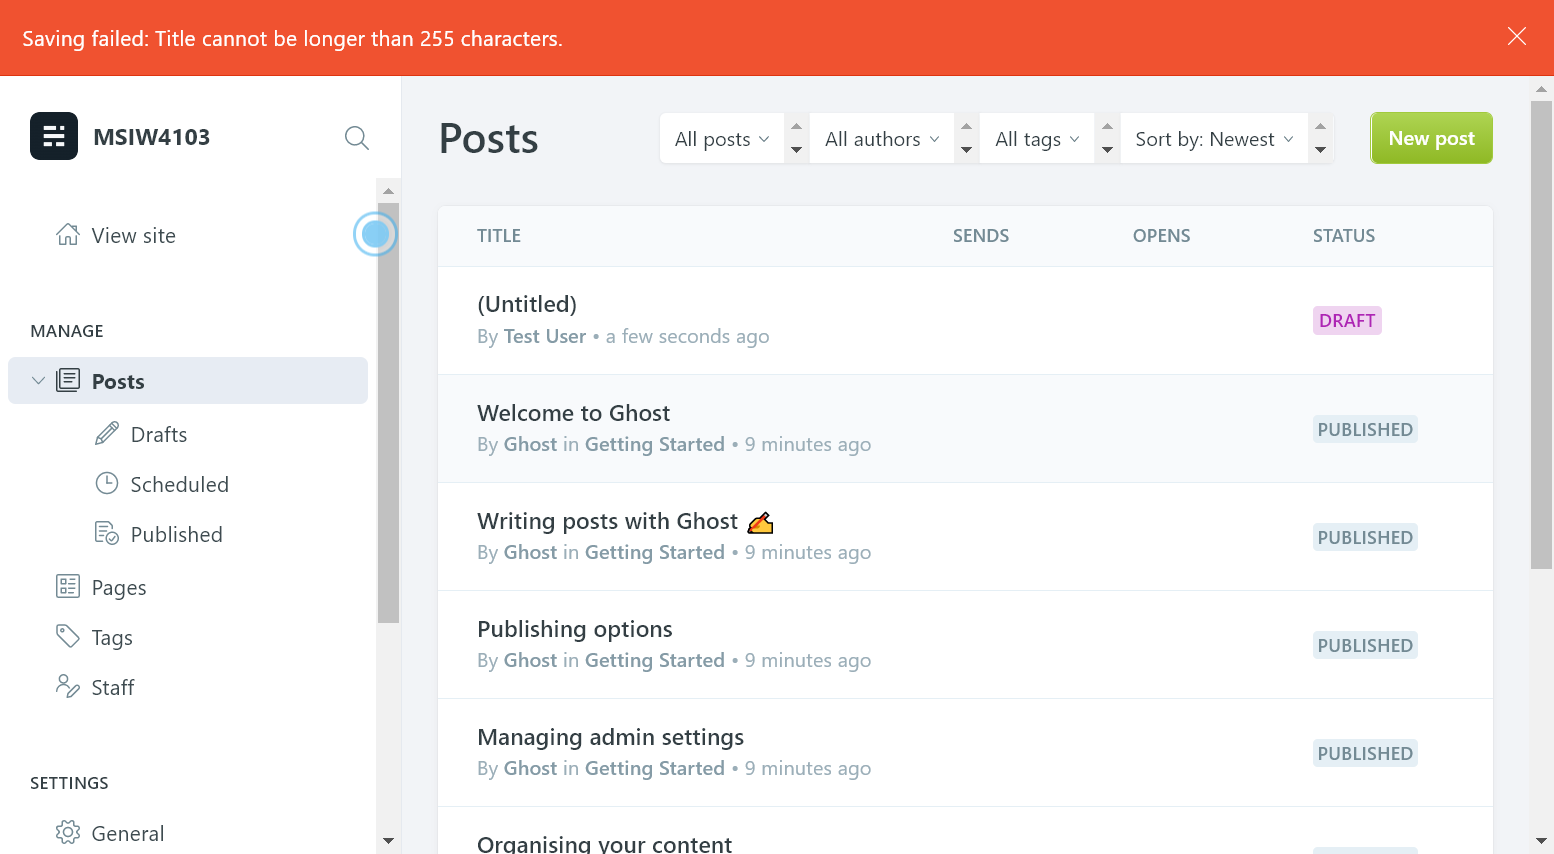 Saving failed: Title cannot be longer than 255 characters.
MSIW4103
View site
MANAGE
Posts
Drafts
Scheduled
Published
Pages
Tags
Staff
SETTINGS
General
Posts
All posts
All authors
All tags
Sort by: Newest
New post
TITLE SENDS OPENS STATUS
(Untitled)
By Test User • a few seconds ago
DRAFT
Welcome to Ghost
By Ghost in Getting Started • 9 minutes ago
PUBLISHED
Writing posts with Ghost ✍️
By Ghost in Getting Started • 9 minutes ago
PUBLISHED
Publishing options
By Ghost in Getting Started • 9 minutes ago
PUBLISHED
Managing admin settings
By Ghost in Getting Started • 9 minutes ago
PUBLISHED
Organising your content